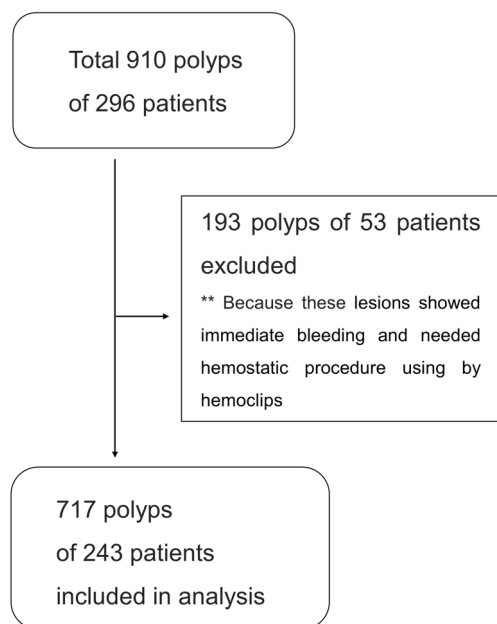 Total 910 polyps
of 296 patients
193 polyps of 53 patients
excluded
** Because these lesions showed
immediate bleeding and needed
hemostatic procedure using by
hemoclips
717 polyps
of 243 patients
included in analysis